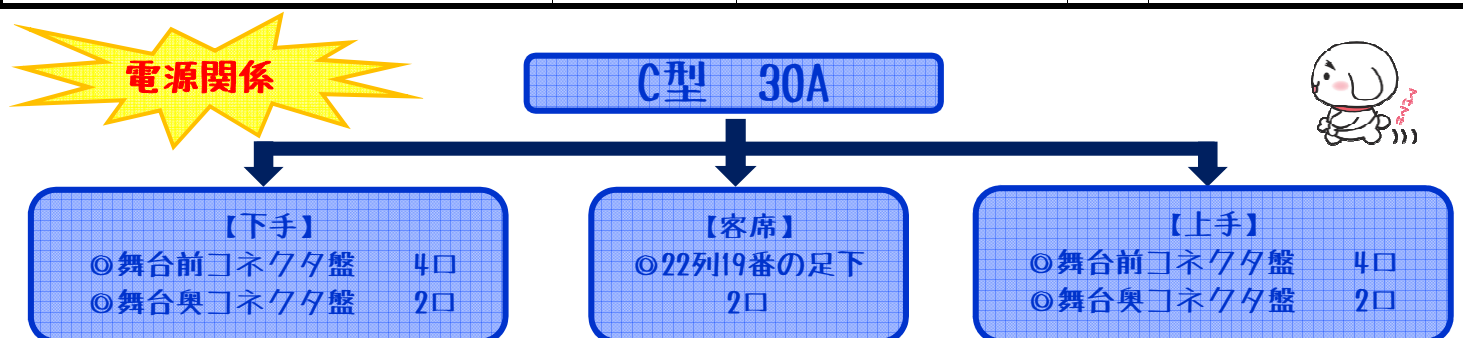 電源関係
C型　30A
【下手】
◎舞台前コネクタ盤　4口
◎舞台奥コネクタ盤　2口
【客席】
◎22列19番の足下
2口
【上手】
◎舞台前コネクタ盤　4口
◎舞台奥コネクタ盤　2口